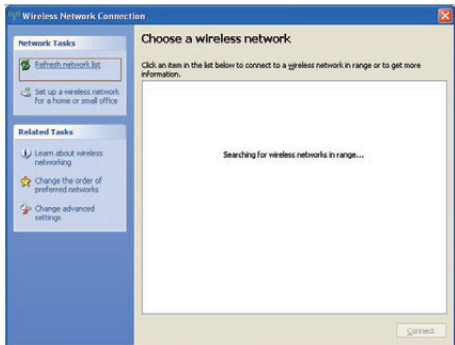 Wireless Network Connection
Network Tasks
Refresh network list
Set up a wireless network
for a home or small office
Related Tasks
Learn about wireless
networking
Change the order of
preferred networks
Change advanced
settings
Choose a wireless network
Click an item in the list below to connect to a wireless network in range or to get more
information.
Searching for wireless networks in range...
Connect